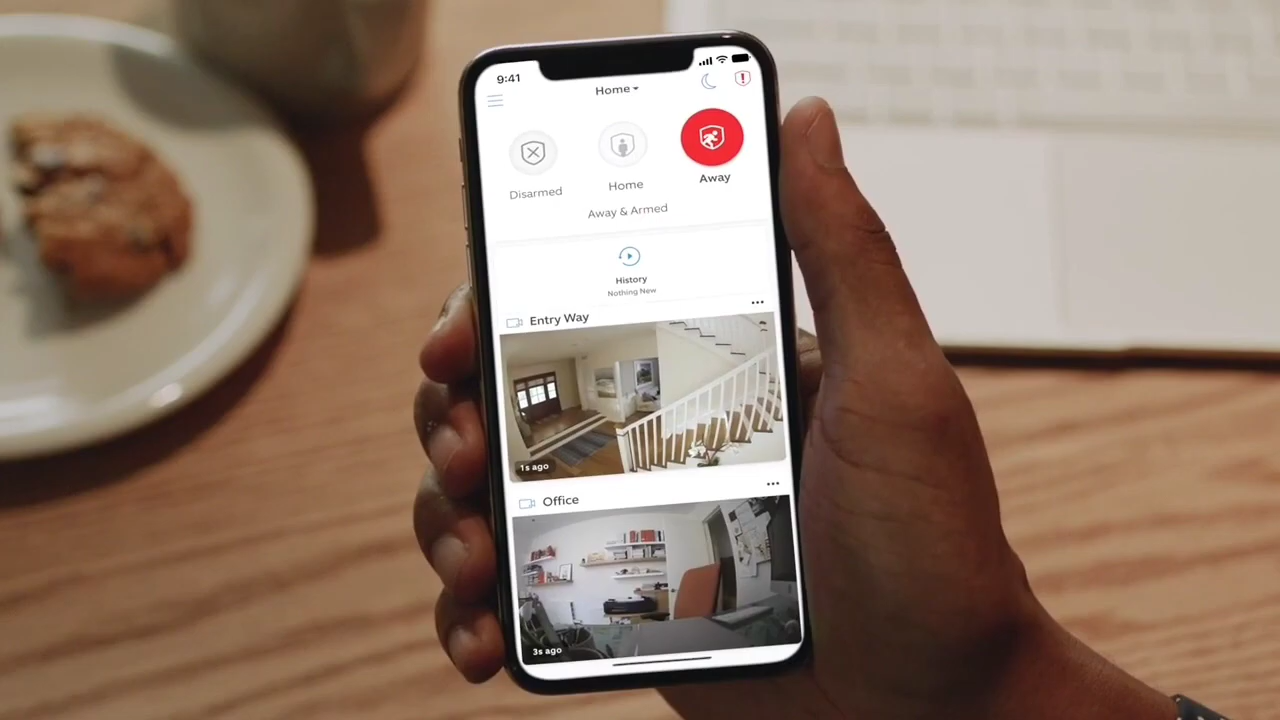 9:41
Home
Disarmed
Home
Away
Away & Armed
History
Nothing New
Entry Way
1s ago
Office
3s ago